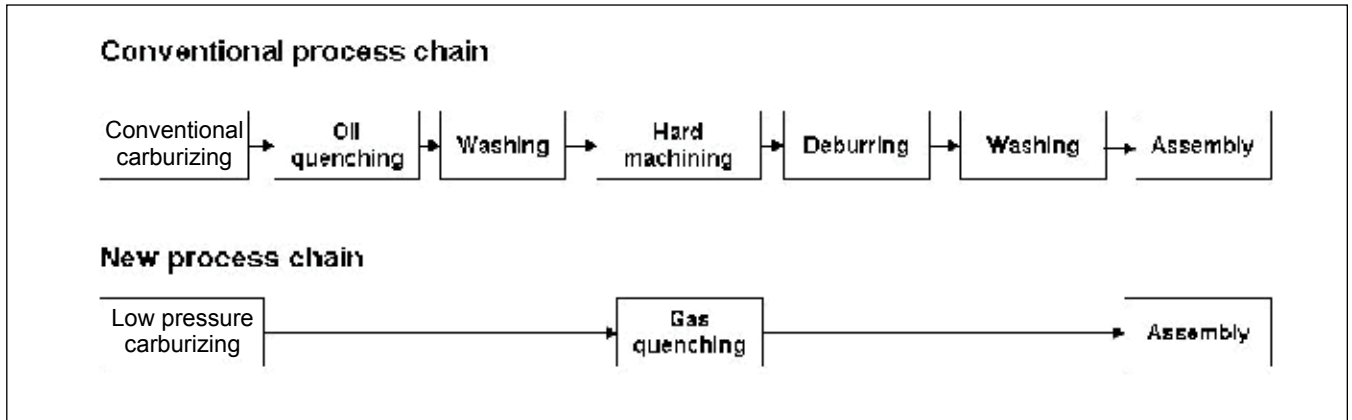 Conventional process chain
Conventional
carburizing
Oil
quenching
Washing
Hard
machining
Deburring
Washing
Assembly
New process chain
Low pressure
carburizing
Gas
quenching
Assembly